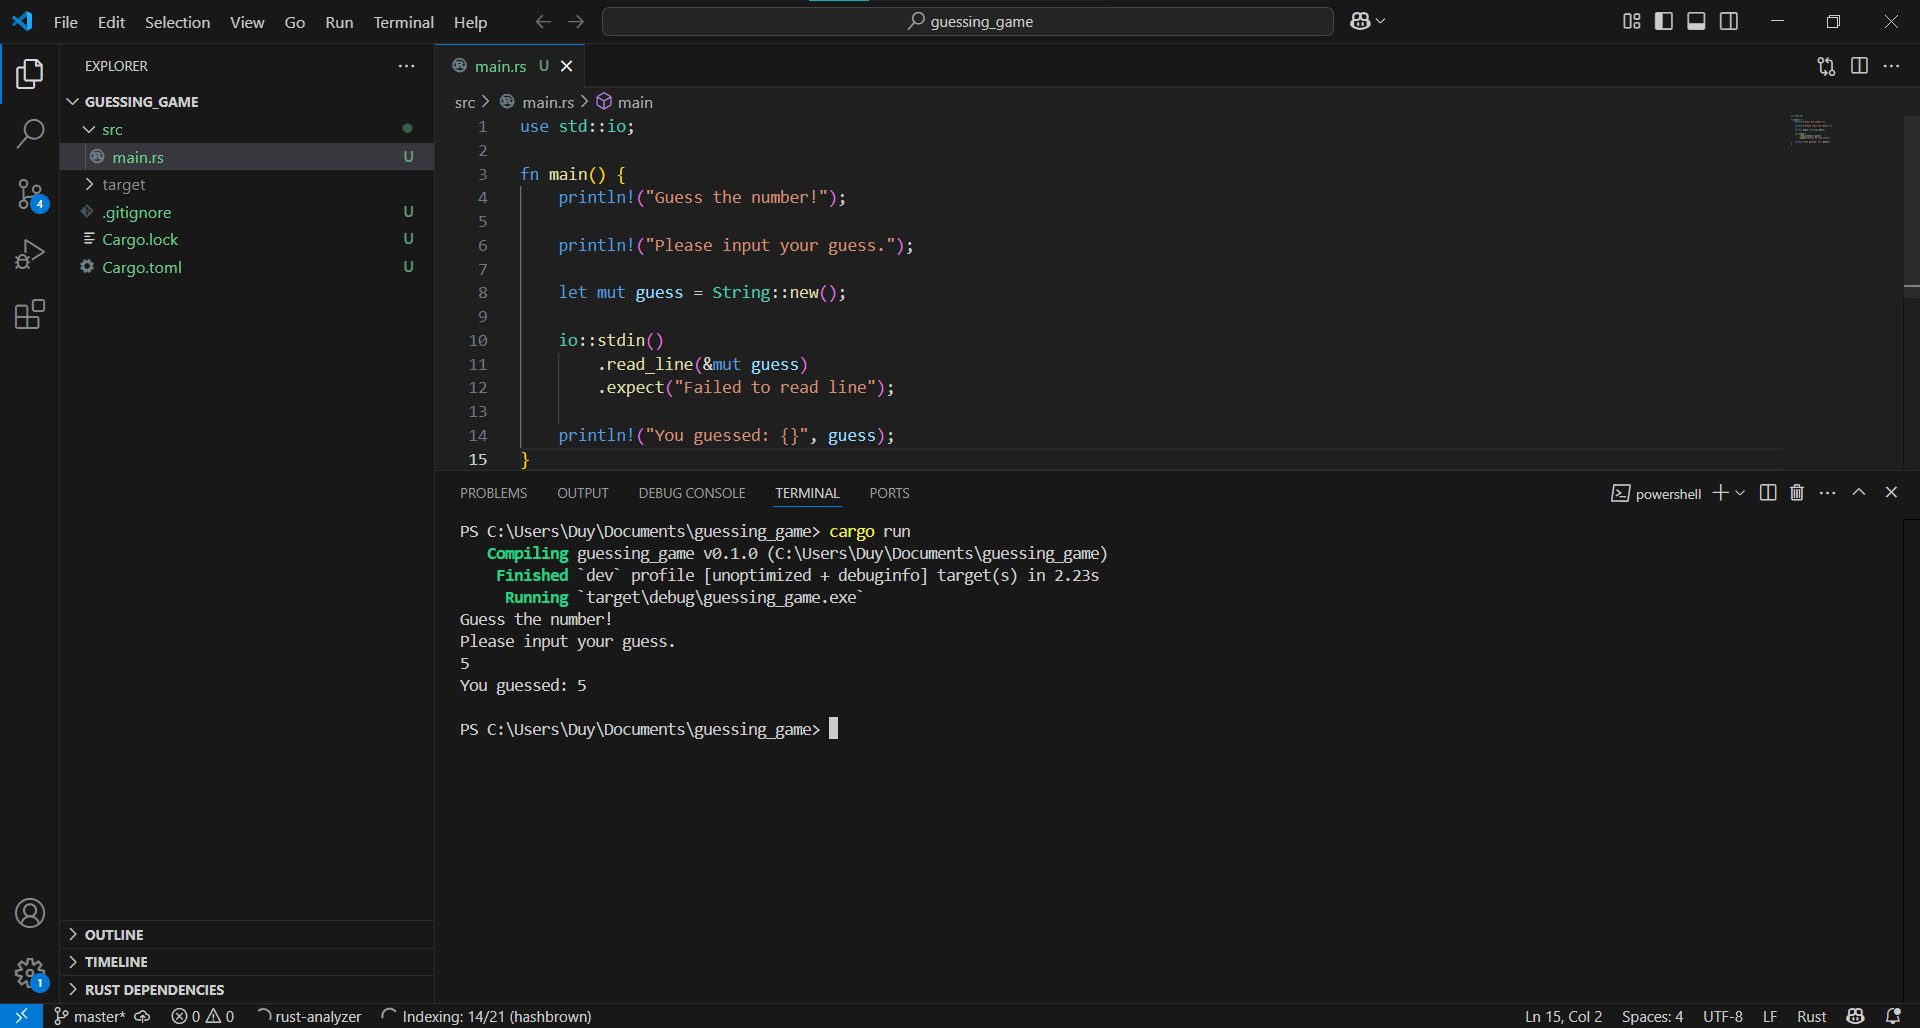 File Edit Selection View Go Run Terminal Help
guessing_game
EXPLORER
GUESSING_GAME
src
main.rs U
target
.gitignore U
Cargo.lock U
Cargo.toml U
4
main.rs U
src > main.rs > main
1 use std::io;
2
3 fn main() {
4 println!("Guess the number!");
5
6 println!("Please input your guess.");
7
8 let mut guess = String::new();
9
10 io::stdin()
11 .read_line(&mut guess)
12 .expect("Failed to read line");
13
14 println!("You guessed: {}", guess);
15 }
PROBLEMS OUTPUT DEBUG CONSOLE TERMINAL PORTS
powershell
PS C:\Users\Duy\Documents\guessing_game> cargo run
Compiling guessing_game v0.1.0 (C:\Users\Duy\Documents\guessing_game)
Finished `dev` profile [unoptimized + debuginfo] target(s) in 2.23s
Running `target\debug\guessing_game.exe`
Guess the number!
Please input your guess.
5
You guessed: 5
PS C:\Users\Duy\Documents\guessing_game>
OUTLINE
TIMELINE
RUST DEPENDENCIES
1
master* 0 0 rust-analyzer Indexing: 14/21 (hashbrown) Ln 15, Col 2 Spaces: 4 UTF-8 LF Rust